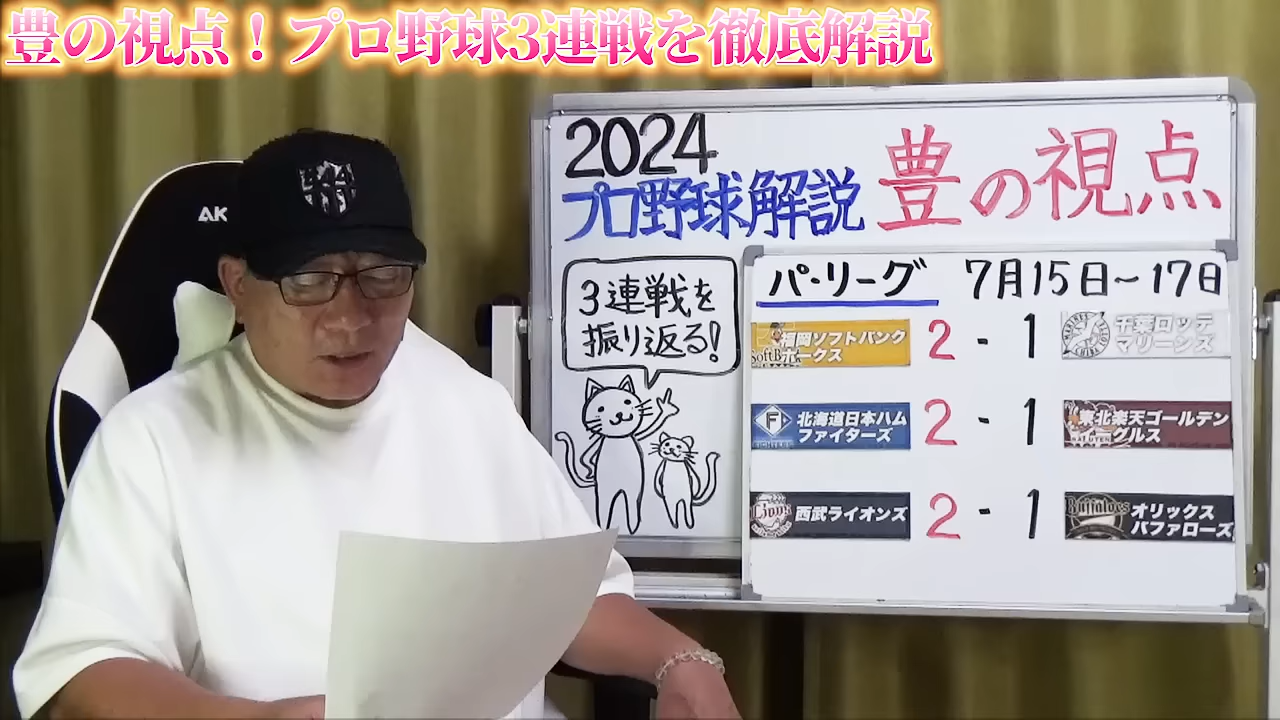 豊の視点！プロ野球3連戦を徹底解説
AK
2024
プロ野球解説 豊の視点
3連戦を
振り返る!
パ・リーグ 7月15日~17日
福岡ソフトバンク
ホークス
2 - 1
千葉ロッテ
マリーンズ
北海道日本ハム
ファイターズ
2 - 1
東北楽天ゴールデン
グルス
Lions
西武ライオンズ
2 - 1
Buffaloes
オリックス
バファローズ